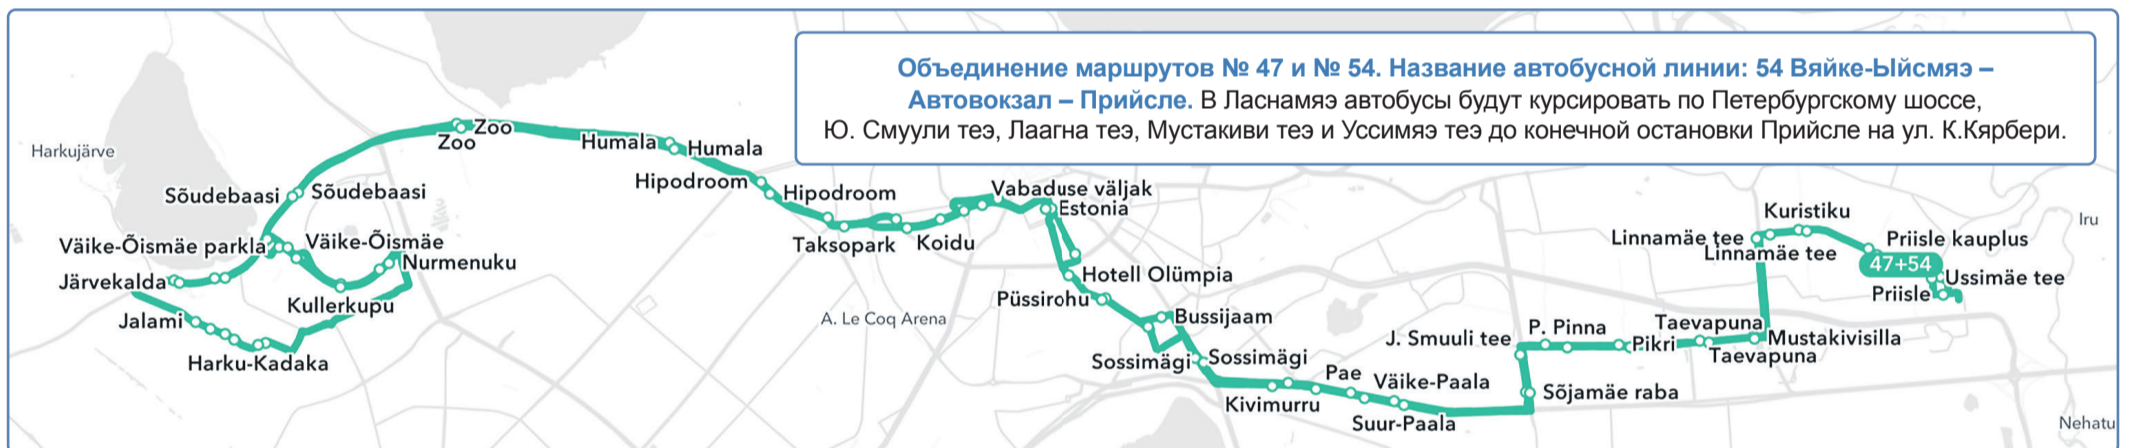 Объединение маршрутов № 47 и № 54. Название автобусной линии: 54 Вяйке-Ыйсмяэ –
Автовокзал – Прийсле. В Ласнамяэ автобусы будут курсировать по Петербургскому шоссе,
Ю. Смуули теэ, Лаагна теэ, Мустакиви теэ и Уссимяэ теэ до конечной остановки Прийсле на ул. К.Кярбери.
Harkujärve
Zoo
Zoo
Humala
Humala
Hipodroom
Hipodroom
Sõudebaasi
Sõudebaasi
Väike-Õismäe parkla
Väike-Õismäe
Nurmenuku
Järvekalda
Kullerkupu
Jalami
Harku-Kadaka
Taksopark
Koidu
Vabaduse väljak
Estonia
Hotell Olümpia
Püssirohu
A. Le Coq Arena
Bussijaam
Sossimägi
Sossimägi
Kivimurru
Pae
Väike-Paala
Suur-Paala
J. Smuuli tee
Sõjamäe raba
P. Pinna
Pikri
Taevapuna
Taevapuna
Mustakivisilla
Linnamäe tee
Linnamäe tee
Kuristiku
Priisle kauplus
47+54
Ussimäe tee
Priisle
Iru
Nehatu